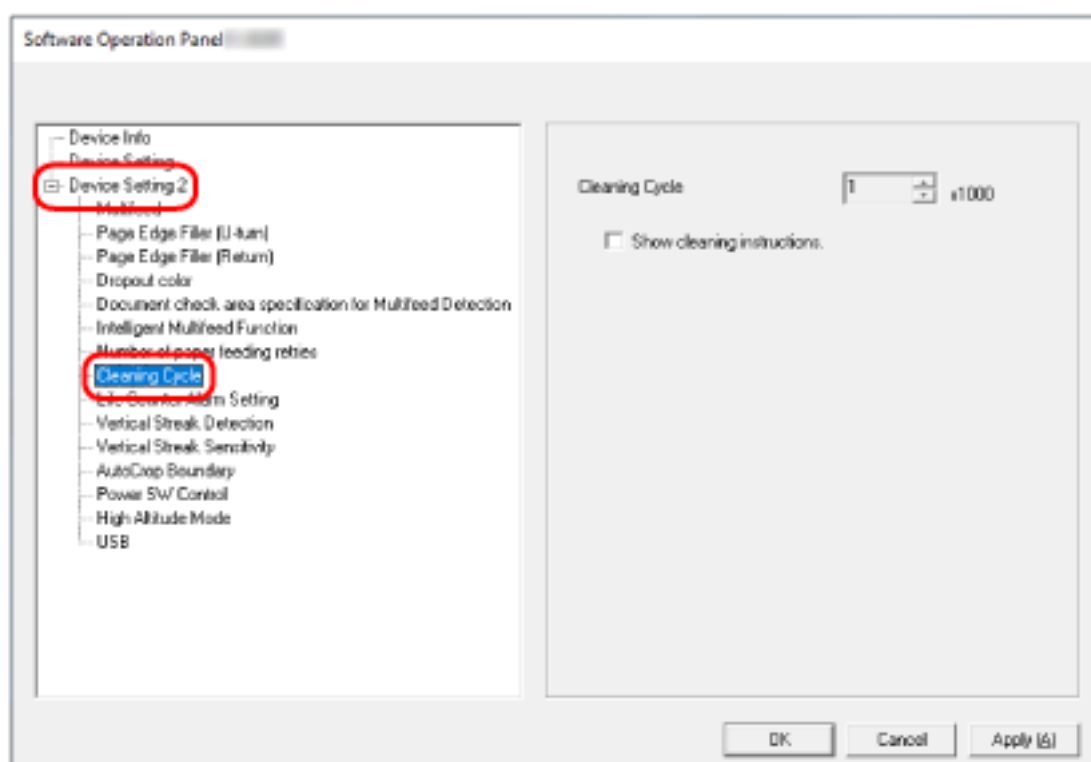 Software Operation Panel
Device Info
Device Setting
Device Setting 2
Multifeed
Page Edge Filler (U-turn)
Page Edge Filler (Return)
Dropout color
Document check area specification for Multifeed Detection
Intelligent Multifeed Function
Number of paper feeding retries
Cleaning Cycle
Life Counter Alarm Setting
Vertical Streak Detection
Vertical Streak Sensitivity
AutoCrop Boundary
Power SW Control
High Altitude Mode
USB
Cleaning Cycle 1 x1000
Show cleaning instructions.
OK Cancel Apply (A)